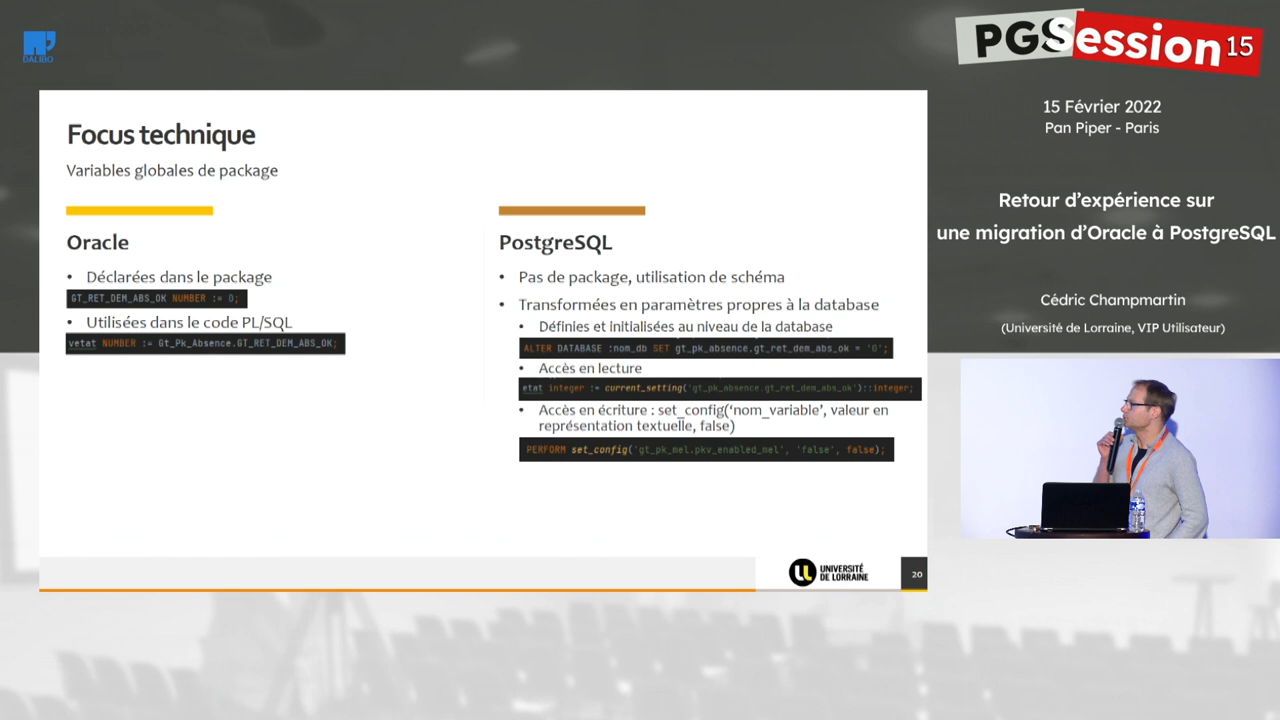 DALIBO
PGSession 15
15 Février 2022
Pan Piper - Paris
Retour d'expérience sur
une migration d'Oracle à PostgreSQL
Cédric Champmartin
(Université de Lorraine, VIP Utilisateur)
Focus technique
Variables globales de package
Oracle
• Déclarées dans le package
GT_RET_DEM_ABS_OK NUMBER := 0;
• Utilisées dans le code PL/SQL
vetat NUMBER := Gt_Pk_Absence.GT_RET_DEM_ABS_OK;
PostgreSQL
• Pas de package, utilisation de schéma
• Transformées en paramètres propres à la database
• Définies et initialisées au niveau de la database
ALTER DATABASE :nom_db SET gt_pk_absence.gt_ret_dem_abs_ok = '0';
• Accès en lecture
etat integer := current_setting('gt_pk_absence.gt_ret_dem_abs_ok')::integer;
• Accès en écriture : set_config('nom_variable', valeur en
représentation textuelle, false)
PERFORM set_config('gt_pk_mel.pkv_enabled_mel', 'false', false);
UNIVERSITÉ
DE LORRAINE
20